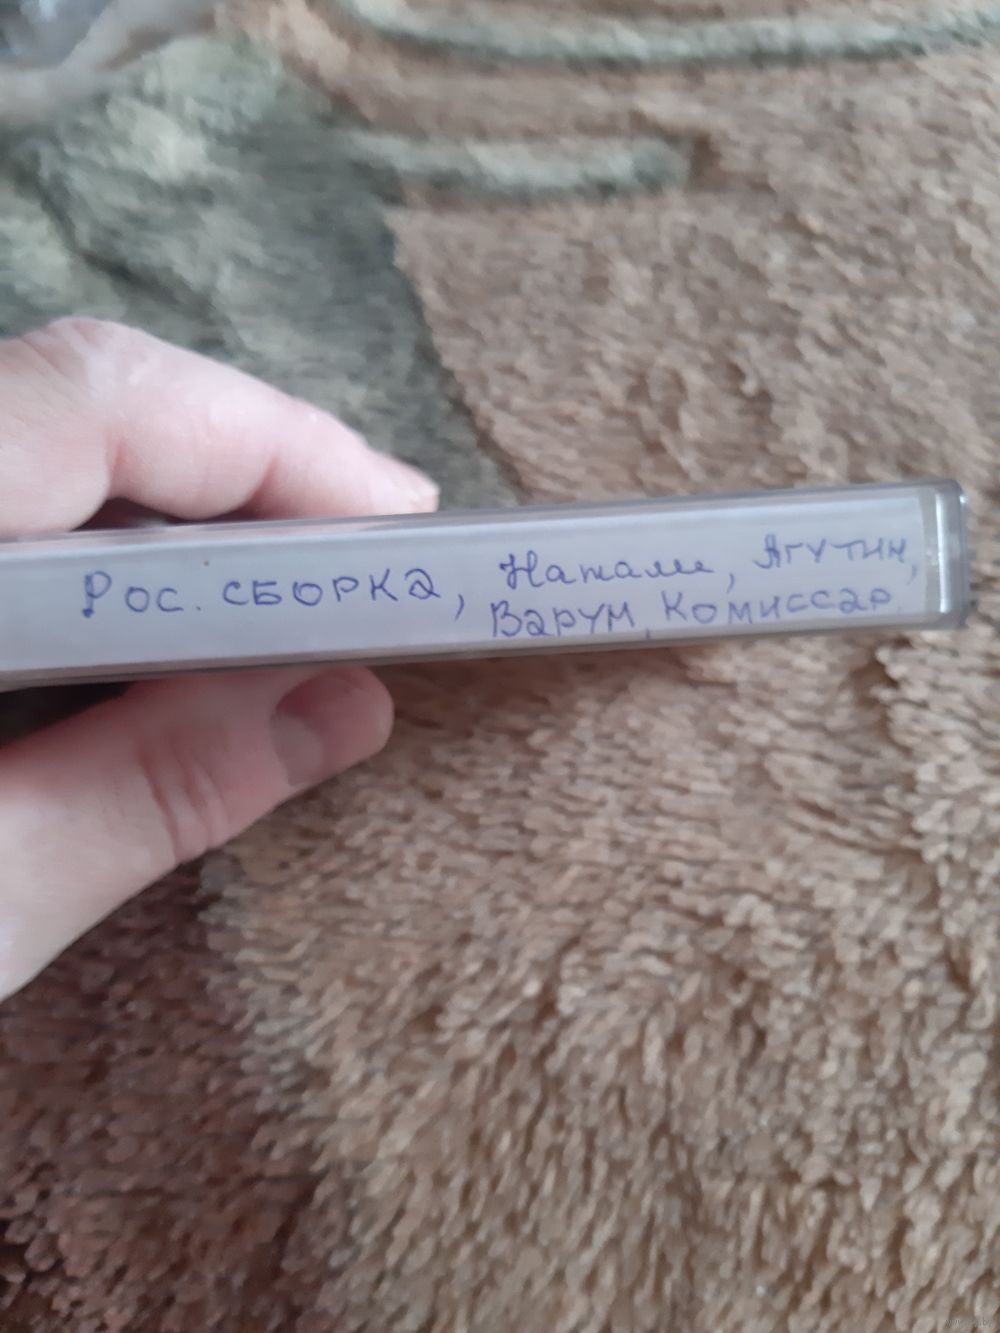 Рос. сборка, Натали, Агутин,
Варум, Комиссар.